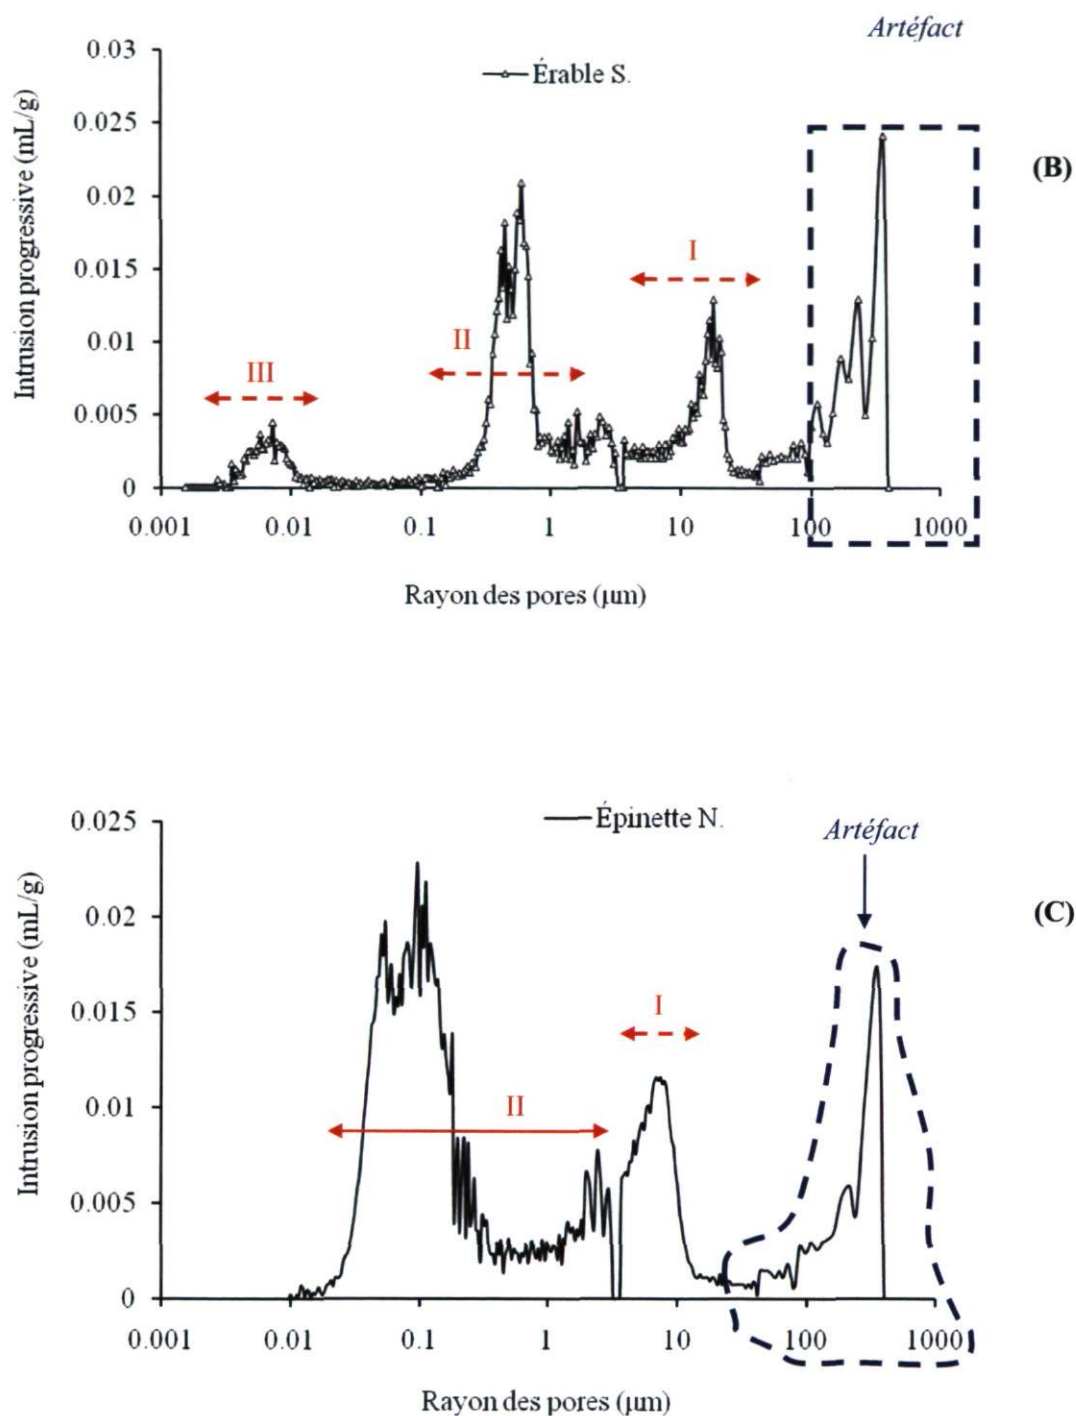 Artéfact
0.03
Érable S.
0.025
(B)
0.02
I
0.015
II
0.01
III
0.005
0
0.001 0.01 0.1 1 10 100 1000
Intrusion progressive (mL/g)
Rayon des pores (µm)
0.025
Épinette N.
Artéfact
0.02
(C)
I
0.015
0.01
II
0.005
0
0.001 0.01 0.1 1 10 100 1000
Intrusion progressive (mL/g)
Rayon des pores (µm)